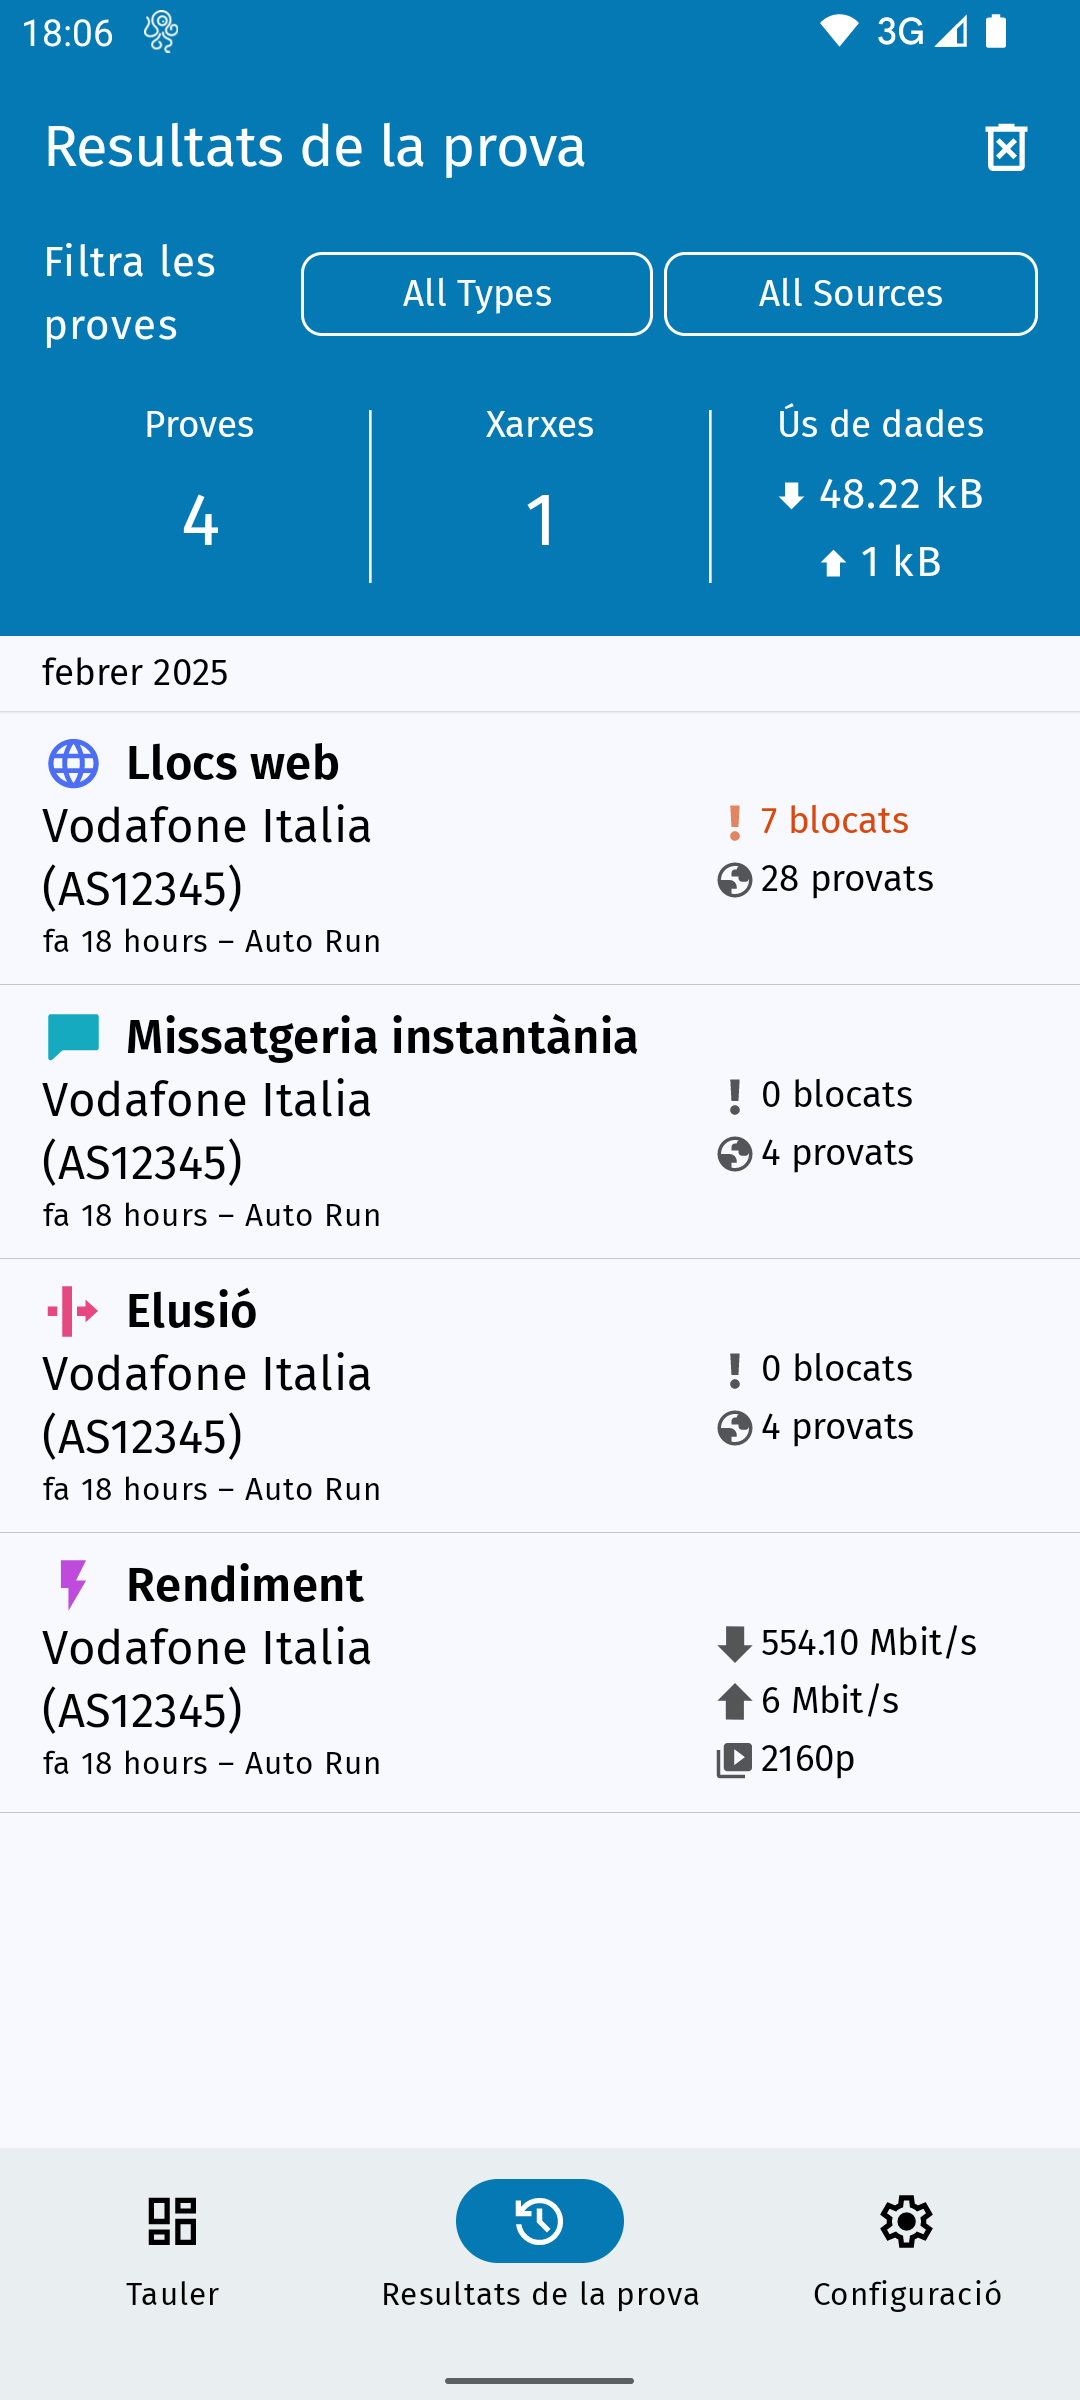 18:06
3G
Resultats de la prova
Filtra les
proves
All Types
All Sources
Proves
4
Xarxes
1
Ús de dades
48.22 kB
1 kB
febrer 2025
Llocs web
Vodafone Italia
(AS12345)
fa 18 hours – Auto Run
7 blocats
28 provats
Missatgeria instantània
Vodafone Italia
(AS12345)
fa 18 hours – Auto Run
0 blocats
4 provats
Elusió
Vodafone Italia
(AS12345)
fa 18 hours – Auto Run
0 blocats
4 provats
Rendiment
Vodafone Italia
(AS12345)
fa 18 hours – Auto Run
554.10 Mbit/s
6 Mbit/s
2160p
Tauler
Resultats de la prova
Configuració